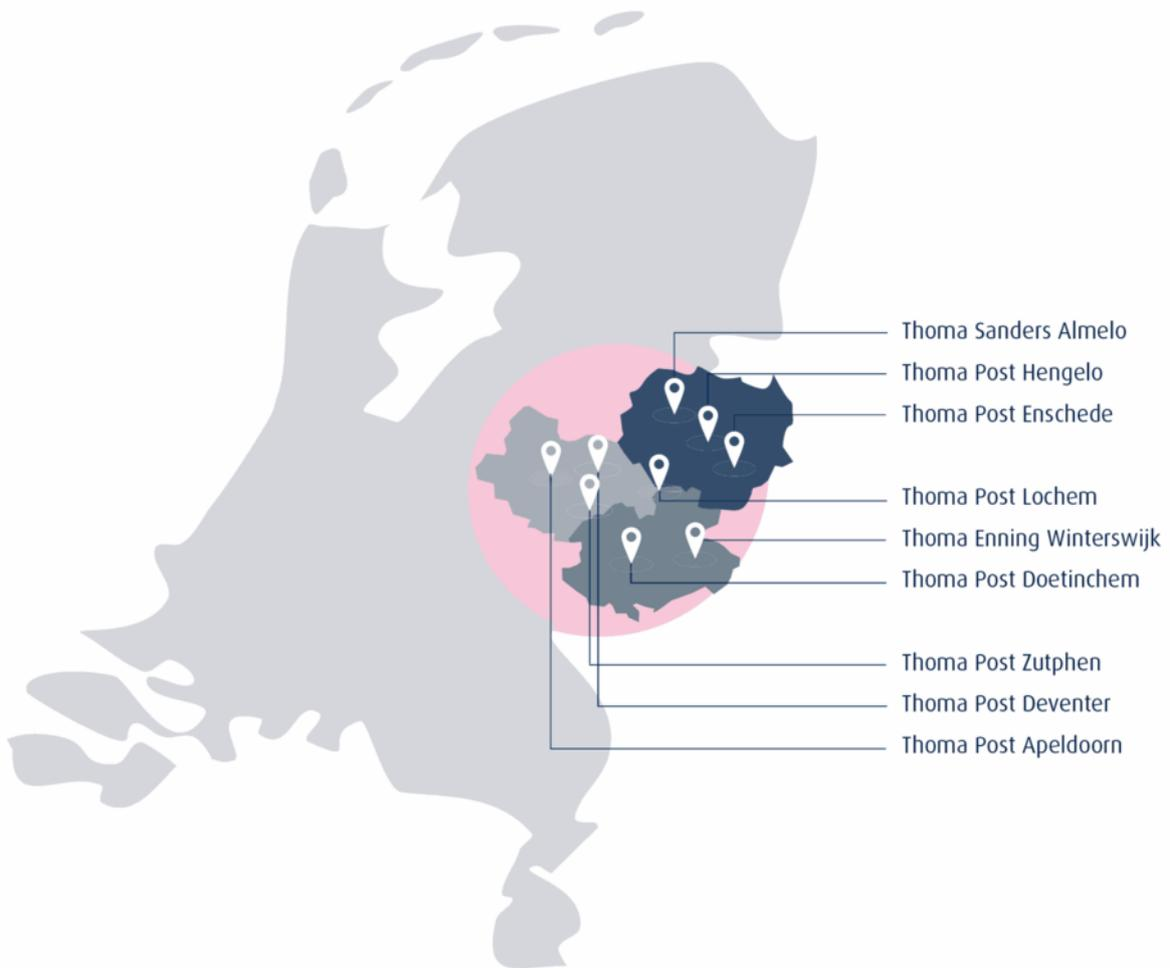 Thoma Sanders Almelo
Thoma Post Hengelo
Thoma Post Enschede
Thoma Post Lochem
Thoma Enning Winterswijk
Thoma Post Doetinchem
Thoma Post Zutphen
Thoma Post Deventer
Thoma Post Apeldoorn